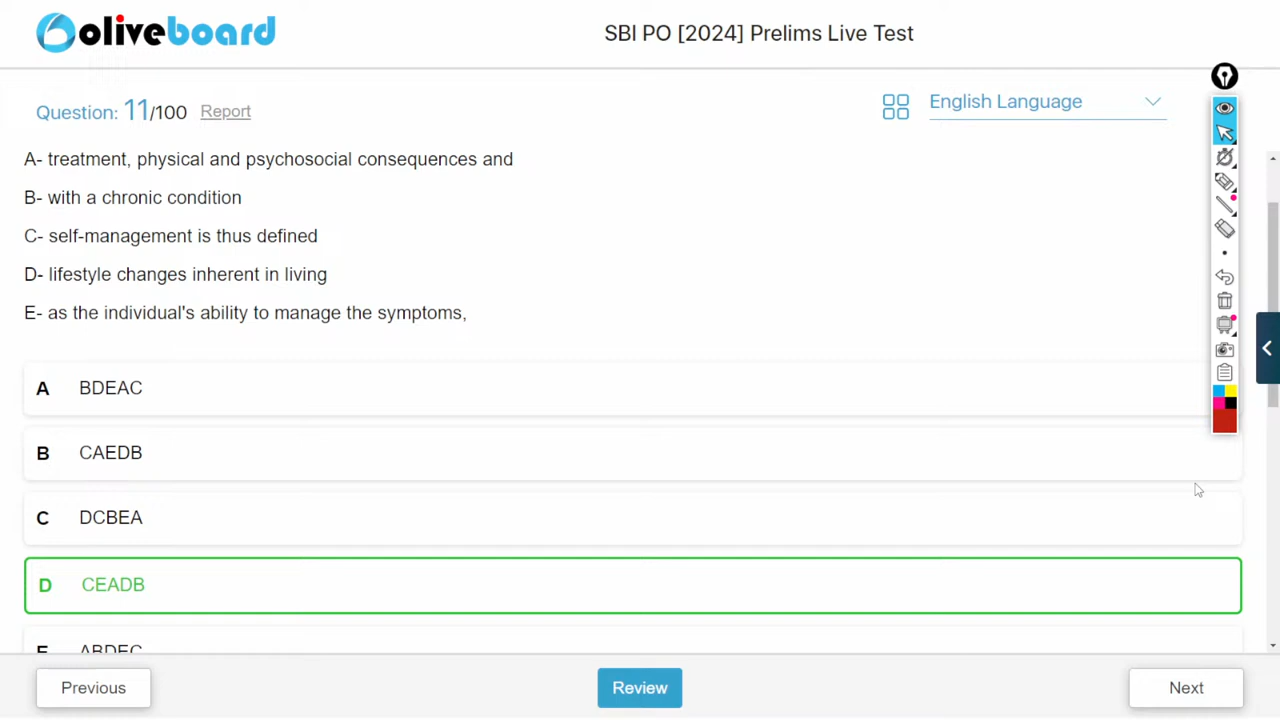 oliveboard
SBI PO [2024] Prelims Live Test
Question: 11/100 Report
English Language
A- treatment, physical and psychosocial consequences and
B- with a chronic condition
C- self-management is thus defined
D- lifestyle changes inherent in living
E- as the individual's ability to manage the symptoms,
A BDEAC
B CAEDB
C DCBEA
D CEADB
E ABDEC
Previous
Review
Next